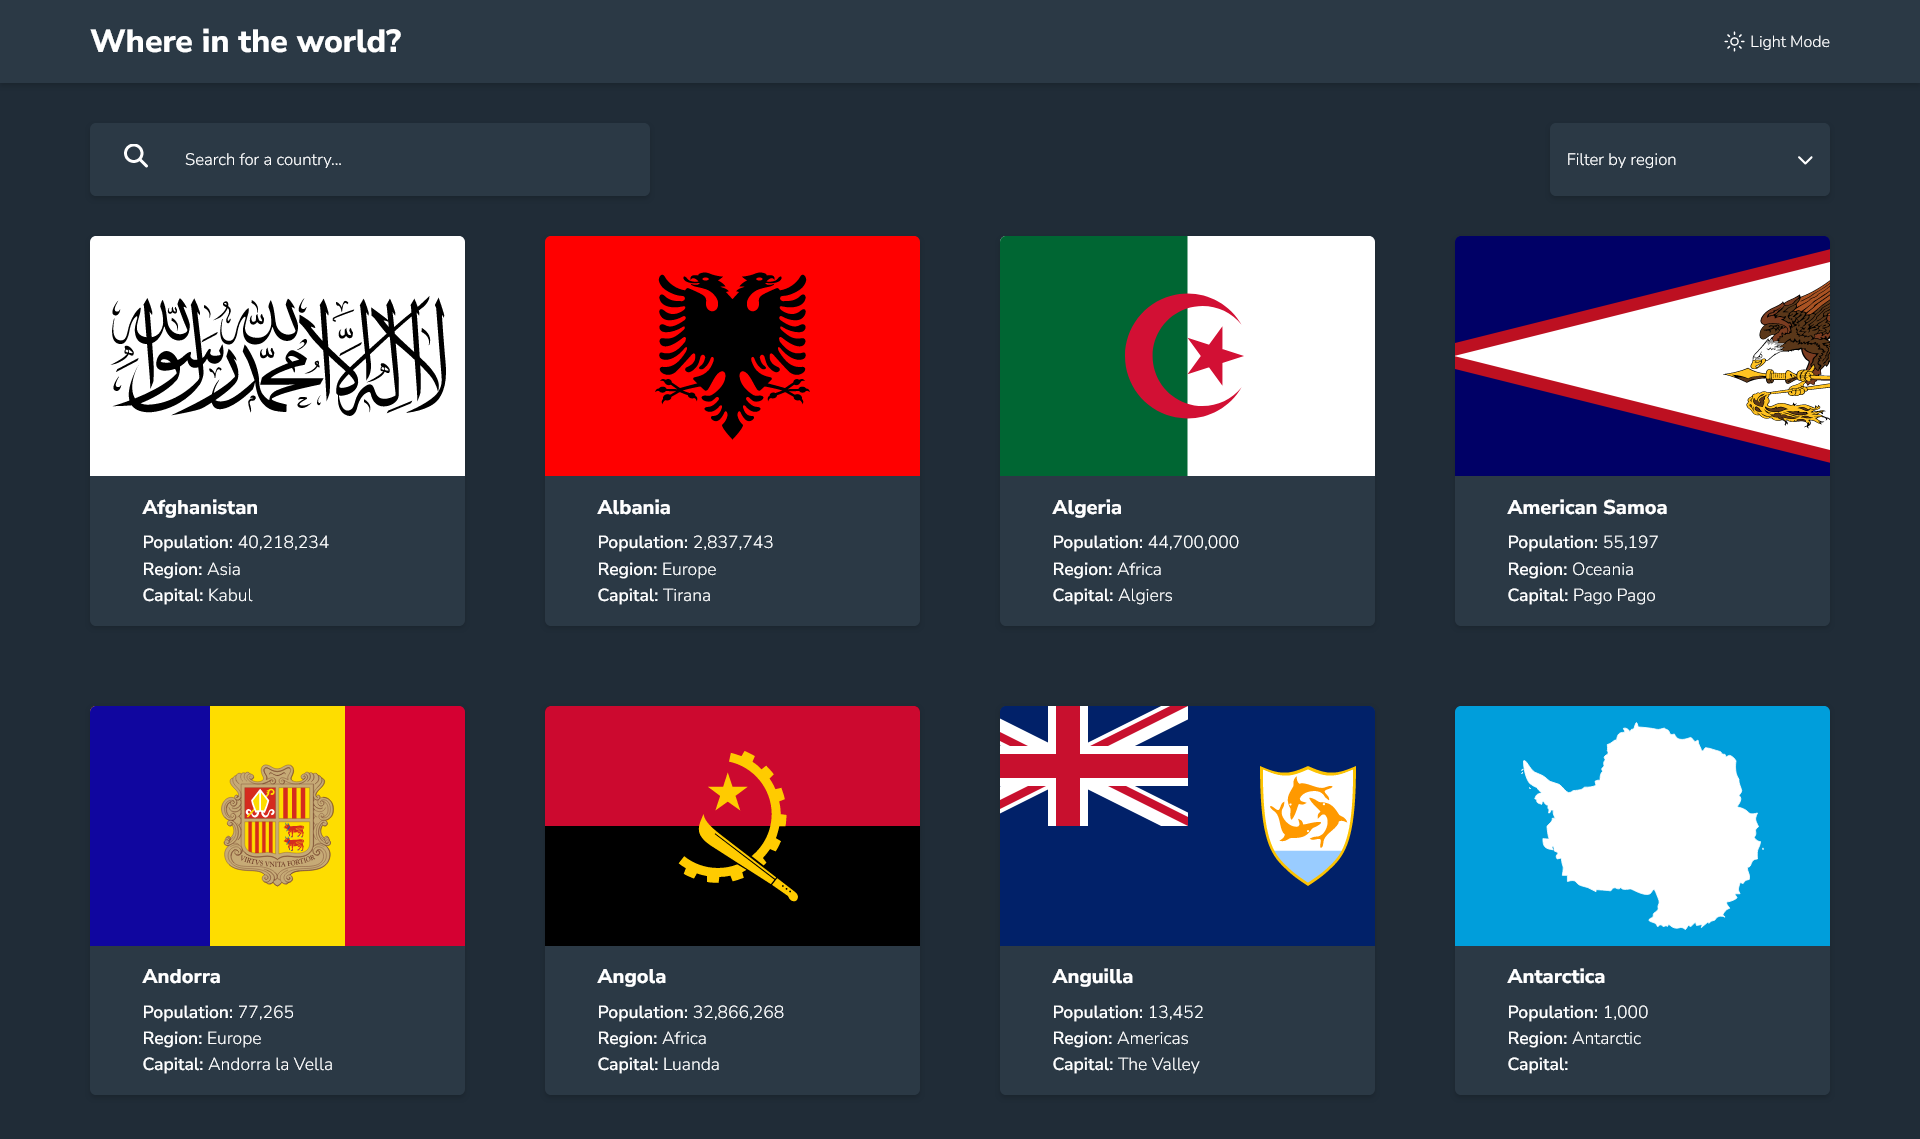 Where in the world?
Light Mode
Search for a country...
Filter by region
لا إله إلا الله محمد رسول الله
Afghanistan
Population: 40,218,234
Region: Asia
Capital: Kabul
Albania
Population: 2,837,743
Region: Europe
Capital: Tirana
Algeria
Population: 44,700,000
Region: Africa
Capital: Algiers
American Samoa
Population: 55,197
Region: Oceania
Capital: Pago Pago
VIRTVS VNITA FORTIOR
Andorra
Population: 77,265
Region: Europe
Capital: Andorra la Vella
Angola
Population: 32,866,268
Region: Africa
Capital: Luanda
Anguilla
Population: 13,452
Region: Americas
Capital: The Valley
Antarctica
Population: 1,000
Region: Antarctic
Capital: